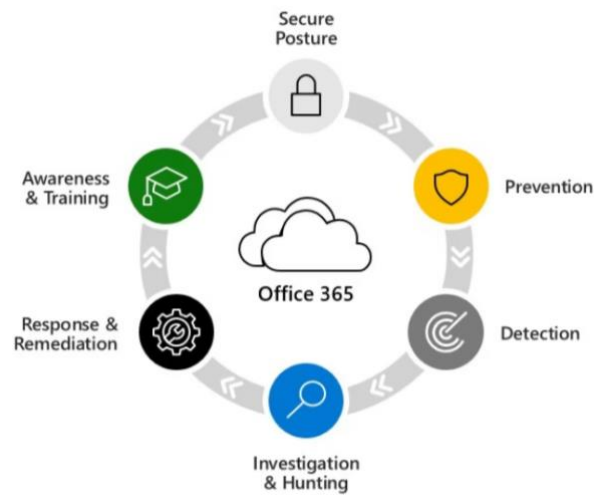 Secure
Posture
Awareness
& Training
Prevention
Office 365
Response &
Remediation
Detection
Investigation
& Hunting